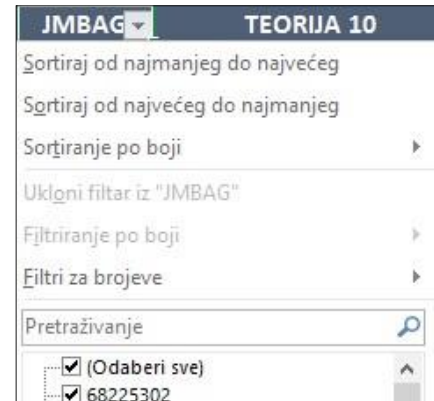 JMBAG TEORIJA 10
Sortiraj od najmanjeg do najvećeg
Sortiraj od najvećeg do najmanjeg
Sortiranje po boji
Ukloni filtar iz "JMBAG"
Filtriranje po boji
Filtri za brojeve
Pretraživanje
(Odaberi sve)
68225302